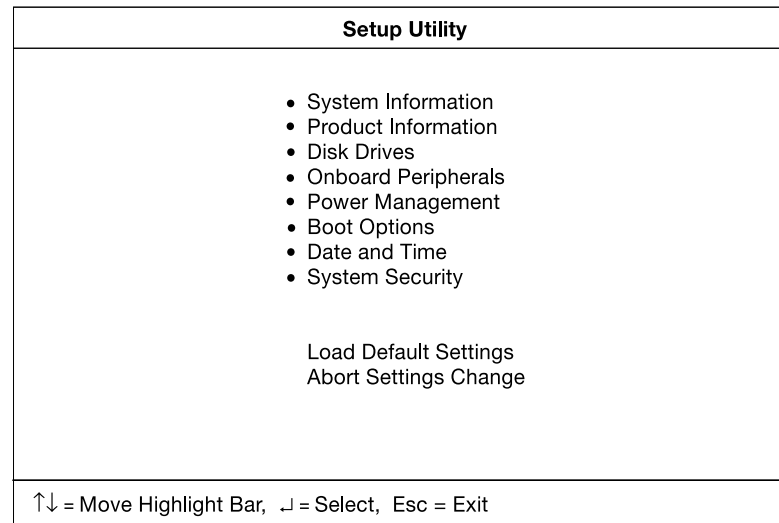 Setup Utility
• System Information
• Product Information
• Disk Drives
• Onboard Peripherals
• Power Management
• Boot Options
• Date and Time
• System Security
Load Default Settings
Abort Settings Change
↑↓ = Move Highlight Bar, ↵ = Select, Esc = Exit